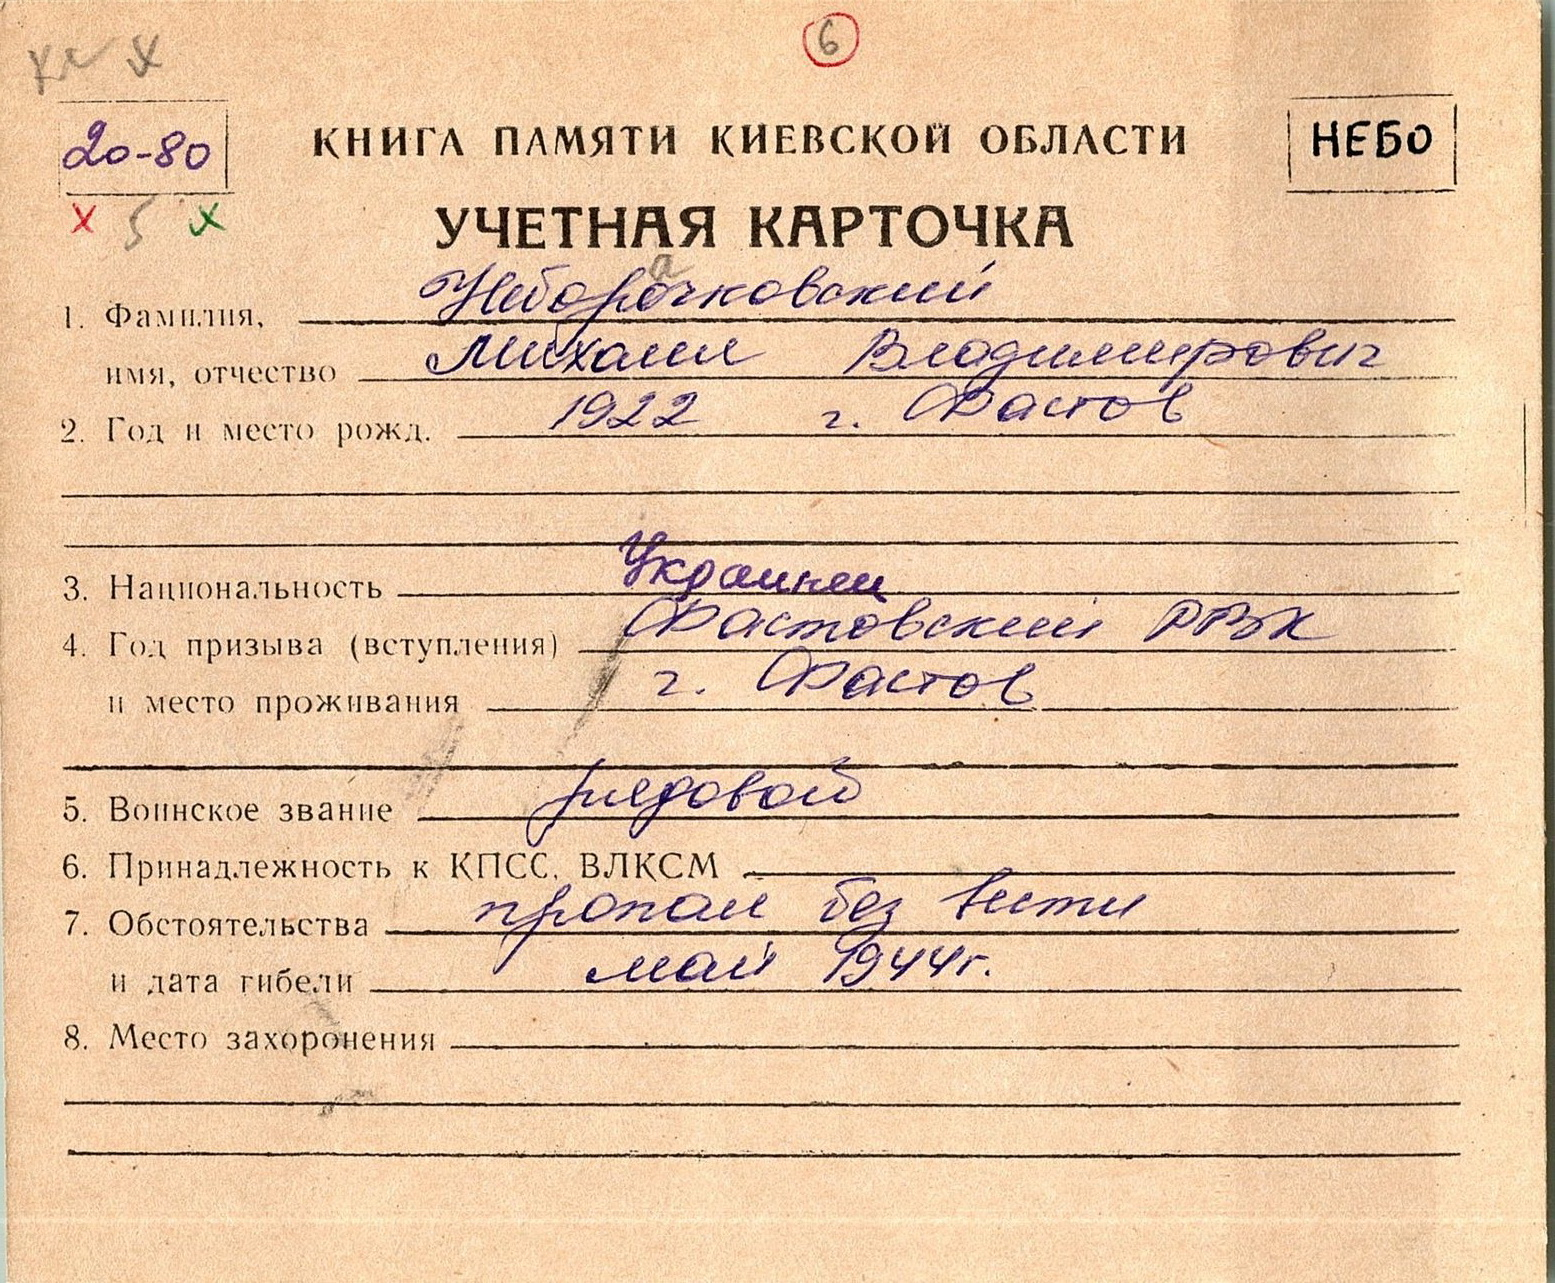 6
20-80
КНИГА ПАМЯТИ КИЕВСКОЙ ОБЛАСТИ
НЕБО
х 5 х
УЧЕТНАЯ КАРТОЧКА
а
1. Фамилия, Неборочковский
имя, отчество Михаил Владимирович
2. Год и место рожд. 1922 г. Фастов
3. Национальность Украинец
4. Год призыва (вступления) Фастовский РВК
и место проживания г. Фастов
5. Воинское звание рядовой
6. Принадлежность к КПСС, ВЛКСМ
7. Обстоятельства пропал без вести
и дата гибели май 1944г.
8. Место захоронения